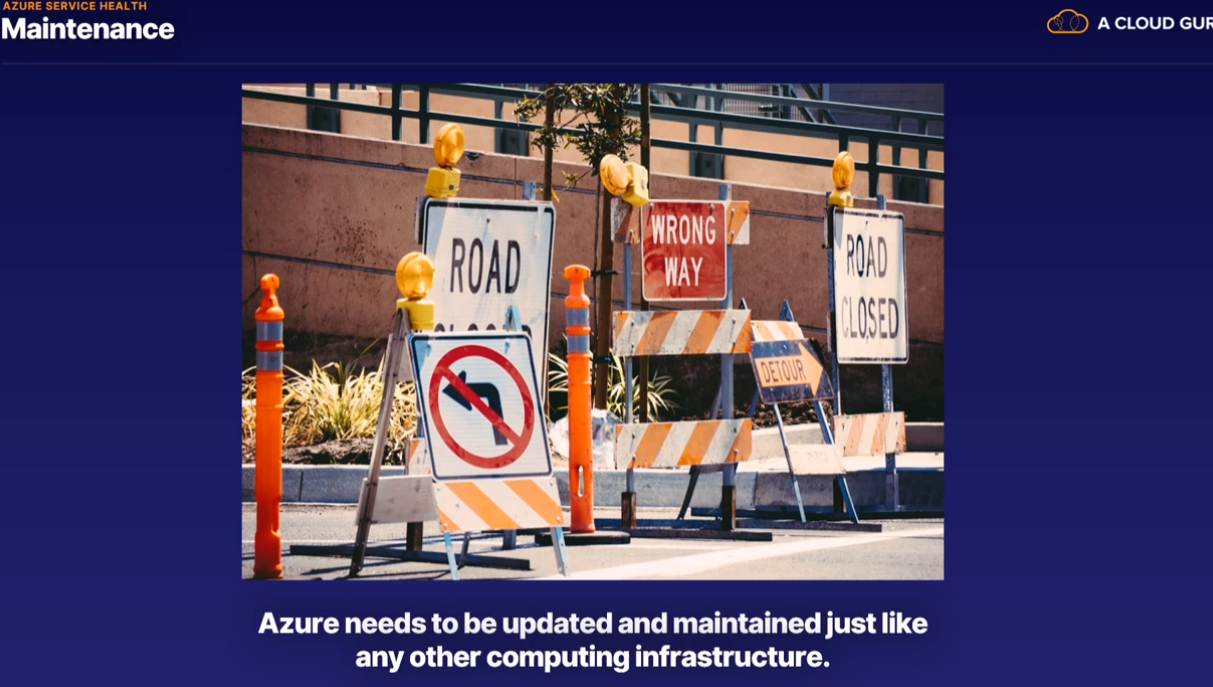 AZURE SERVICE HEALTH
Maintenance
A CLOUD GUR
ROAD
WRONG
WAY
ROAD
CLOSED
DETOUR
Azure needs to be updated and maintained just like
any other computing infrastructure.